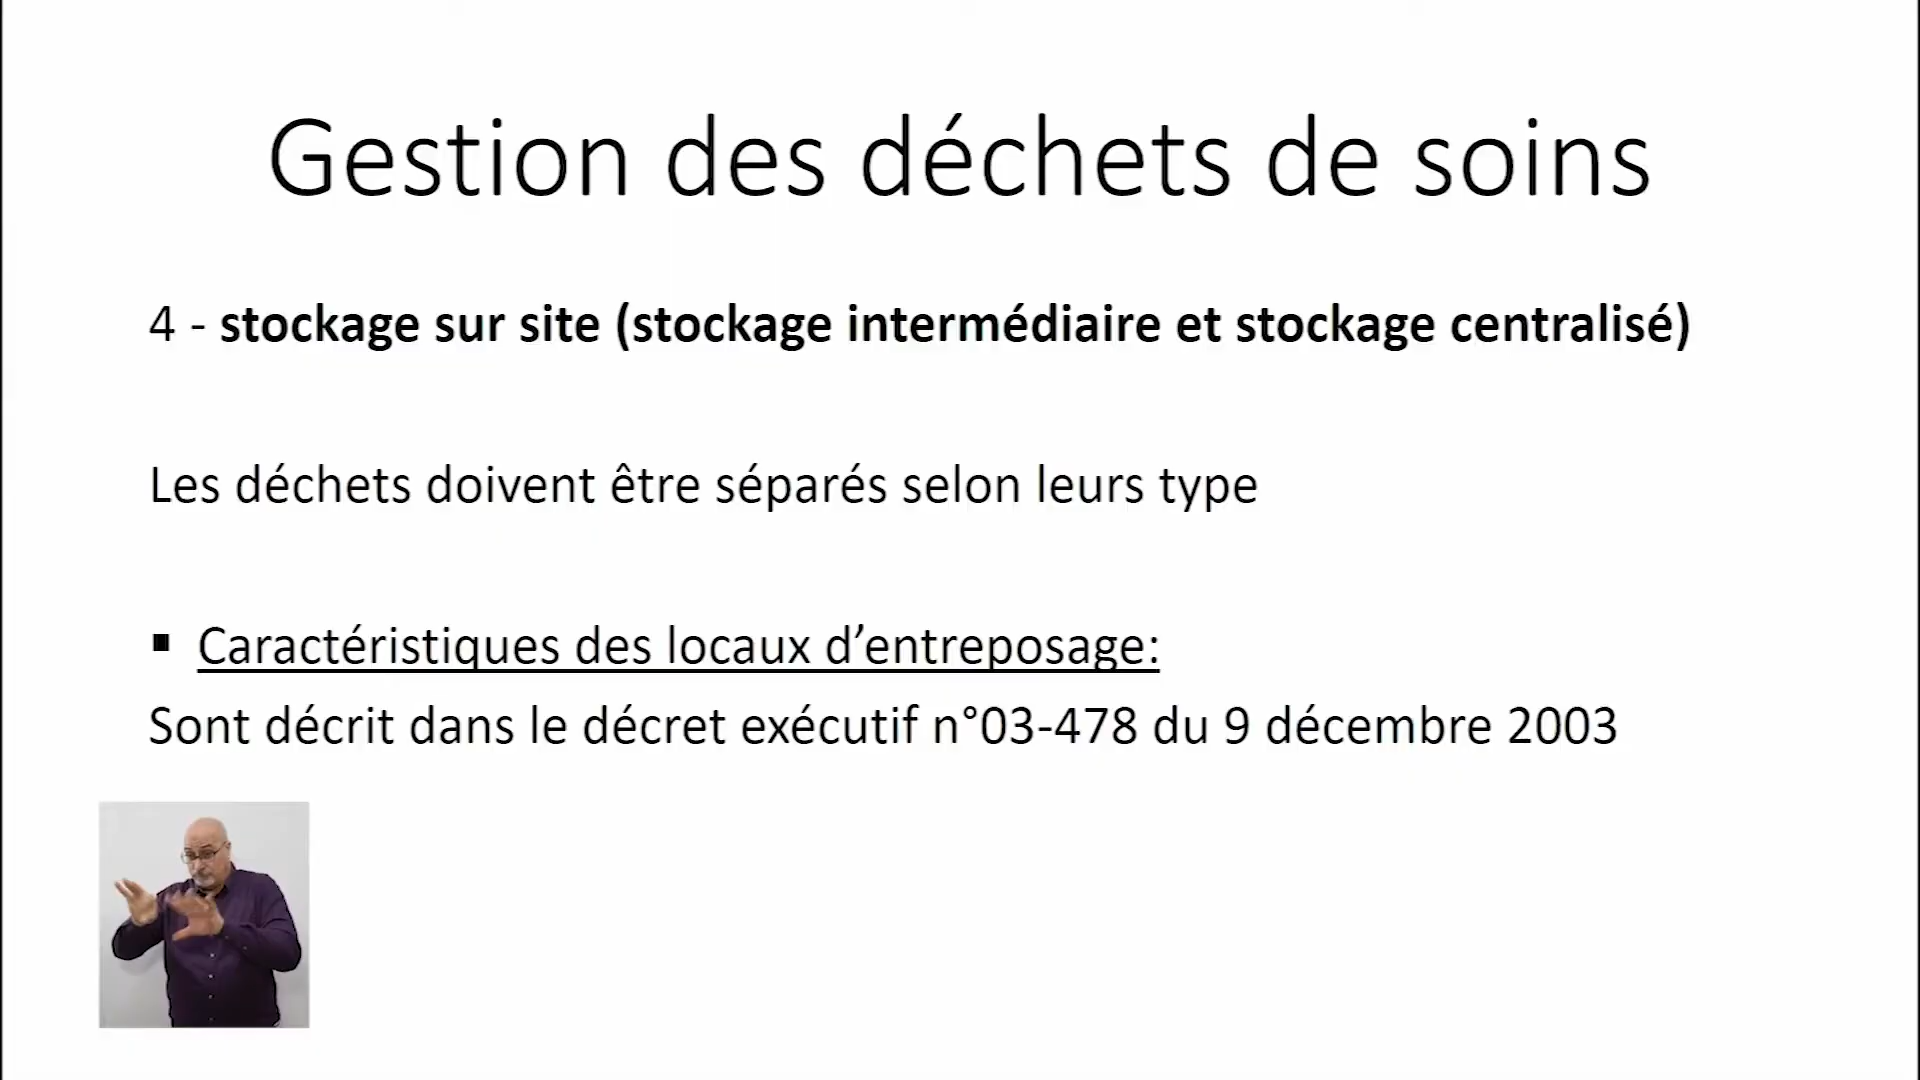 Gestion des déchets de soins
4 - stockage sur site (stockage intermédiaire et stockage centralisé)
Les déchets doivent être séparés selon leurs type
▪ Caractéristiques des locaux d’entreposage:
Sont décrit dans le décret exécutif n°03-478 du 9 décembre 2003